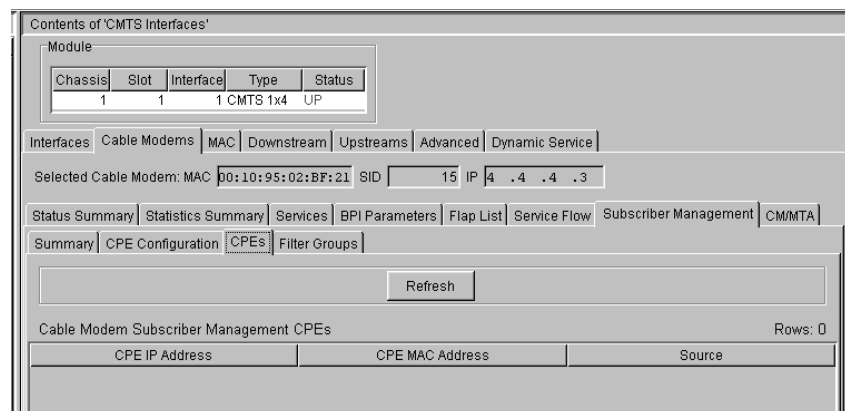 Contents of 'CMTS Interfaces'
Module
Chassis Slot Interface Type Status
1 1 1 CMTS 1x4 UP
Interfaces Cable Modems MAC Downstream Upstreams Advanced Dynamic Service
Selected Cable Modem: MAC 00:10:95:02:BF:21 SID 15 IP 4 .4 .4 .3
Status Summary Statistics Summary Services BPI Parameters Flap List Service Flow Subscriber Management CM/MTA
Summary CPE Configuration CPEs Filter Groups
Refresh
Cable Modem Subscriber Management CPEs Rows: 0
CPE IP Address CPE MAC Address Source